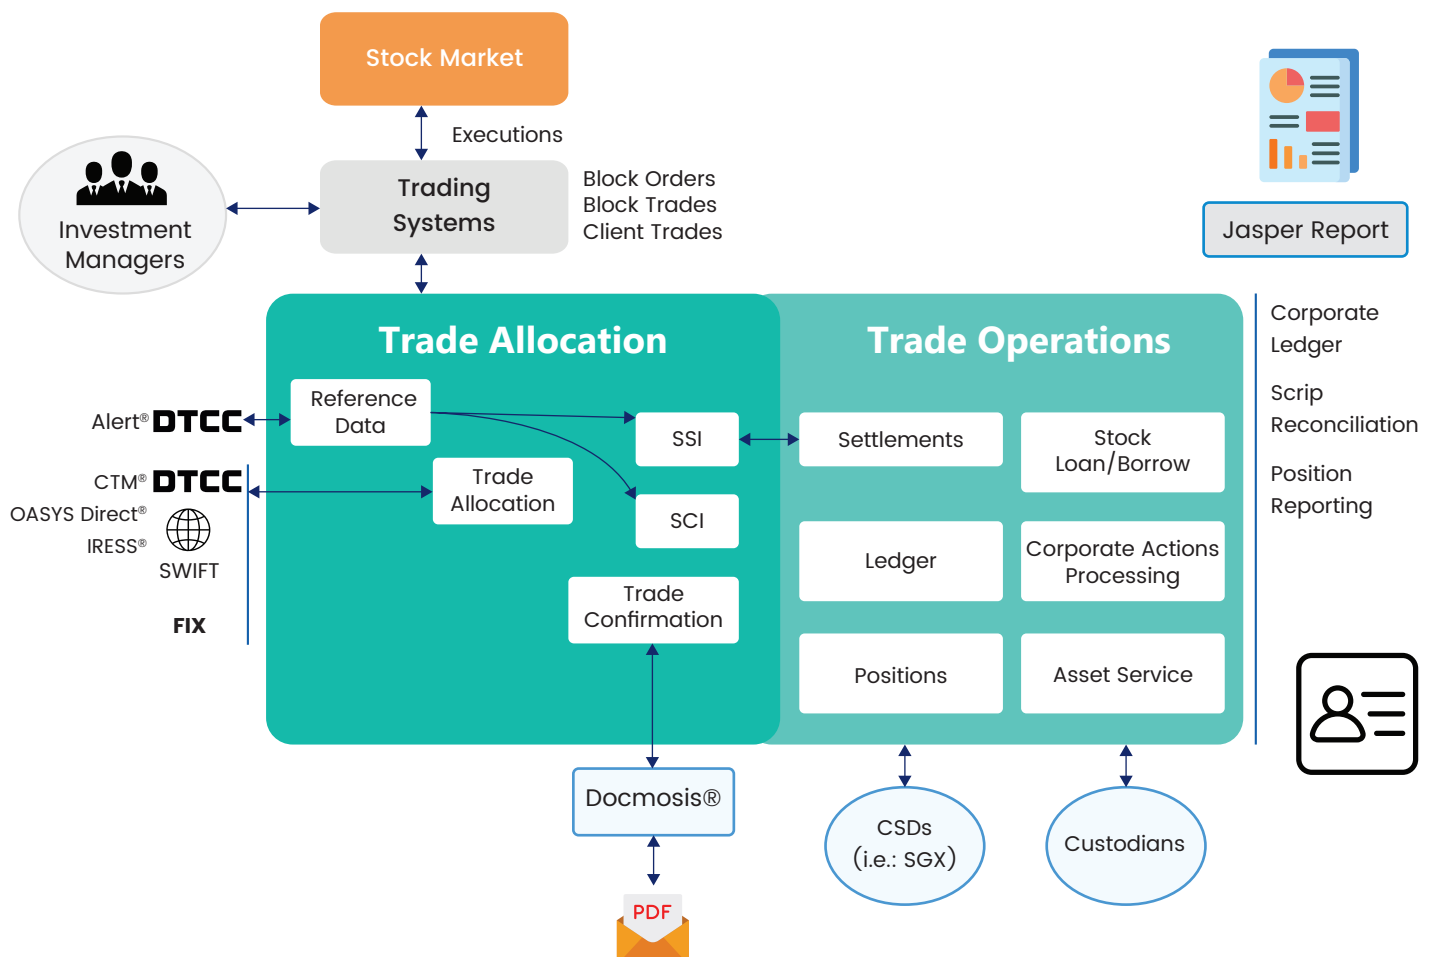 Stock Market
Executions
Trading
Systems
Block Orders
Block Trades
Client Trades
Investment
Managers
Jasper Report
Trade Allocation
Trade Operations
Corporate
Ledger
Scrip
Reconciliation
Position
Reporting
Alert® DTCC
CTM® DTCC
OASYS Direct®
IRESS®
SWIFT
FIX
Reference
Data
Trade
Allocation
SSI
SCI
Trade
Confirmation
Settlements
Stock
Loan/Borrow
Ledger
Corporate Actions
Processing
Positions
Asset Service
Docmosis®
PDF
CSDs
(i.e.: SGX)
Custodians